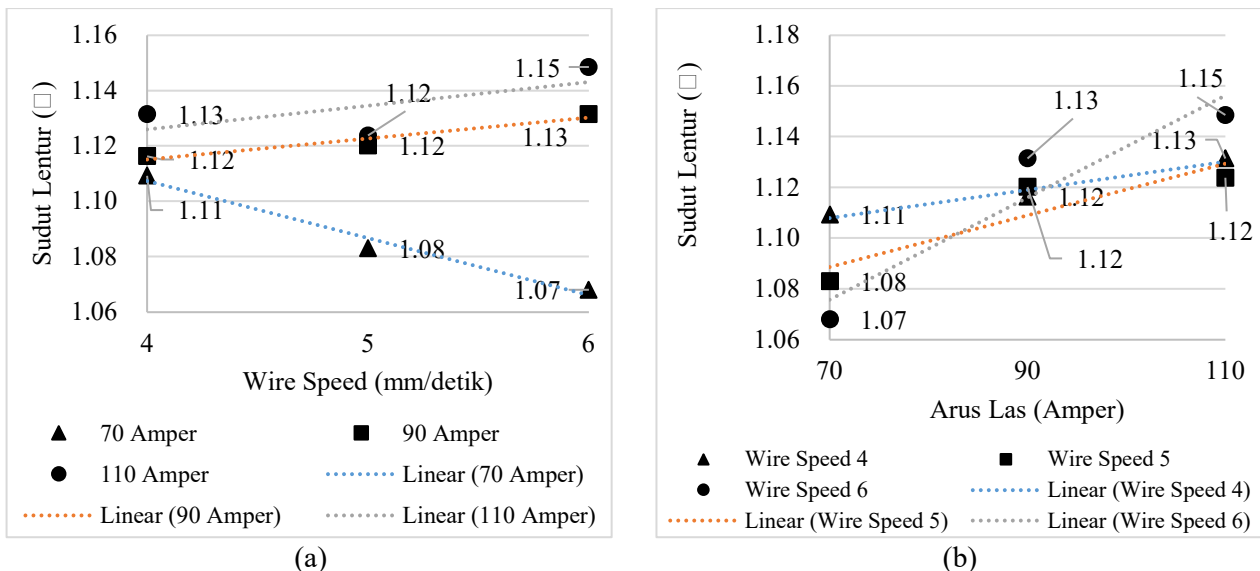 1.16
1.14
1.12
1.10
1.08
1.06
Sudut Lentur (□)
1.13
1.12
1.15
1.12
1.12
1.13
1.11
1.08
1.07
4
5
6
Wire Speed (mm/detik)
70 Amper
90 Amper
110 Amper
Linear (70 Amper)
Linear (90 Amper)
Linear (110 Amper)
(a)
1.18
1.16
1.14
1.12
1.10
1.08
1.06
Sudut Lentur (□)
1.15
1.13
1.13
1.11
1.12
1.12
1.12
1.08
1.07
70
90
110
Arus Las (Amper)
Wire Speed 4
Wire Speed 5
Wire Speed 6
Linear (Wire Speed 4)
Linear (Wire Speed 5)
Linear (Wire Speed 6)
(b)